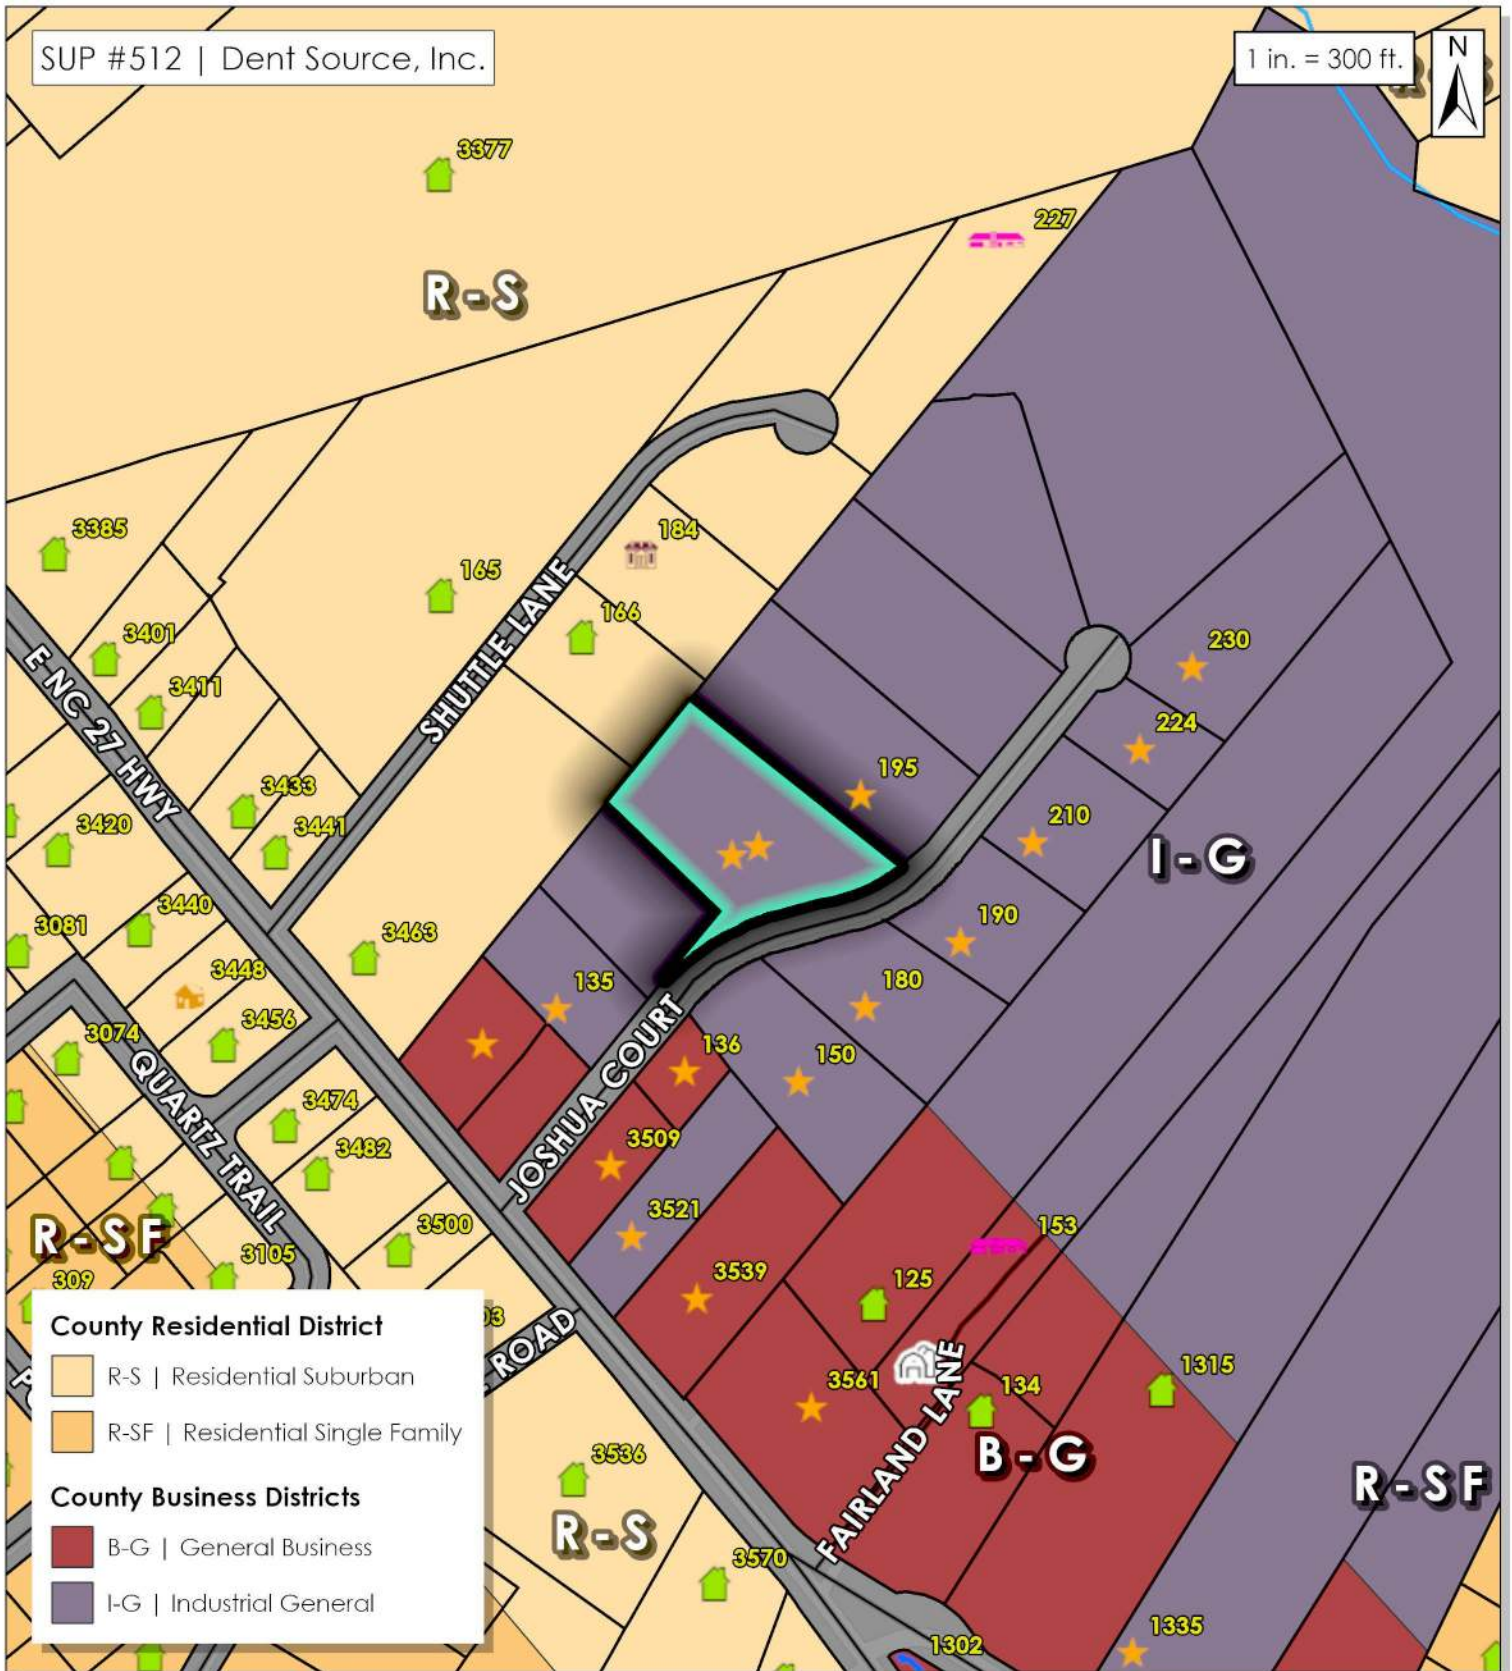 SUP #512 | Dent Source, Inc.
1 in. = 300 ft.
N
3377
227
R-S
3385
184
165
166
3401
3411
230
E NC 27 HWY
SHUTTLE LANE
224
195
3433
3441
3420
210
I-G
3440
190
3081
3463
3448
135
180
3456
3074
136
150
QUARTZ TRAIL
JOSHUA COURT
3474
3509
3482
3521
3500
153
R-SF
3105
3539
125
309
ROAD
1315
3561
134
FAIRLAND LANE
B-G
3536
R-SF
R-S
3570
1335
1302
County Residential District
R-S | Residential Suburban
R-SF | Residential Single Family
County Business Districts
B-G | General Business
I-G | Industrial General